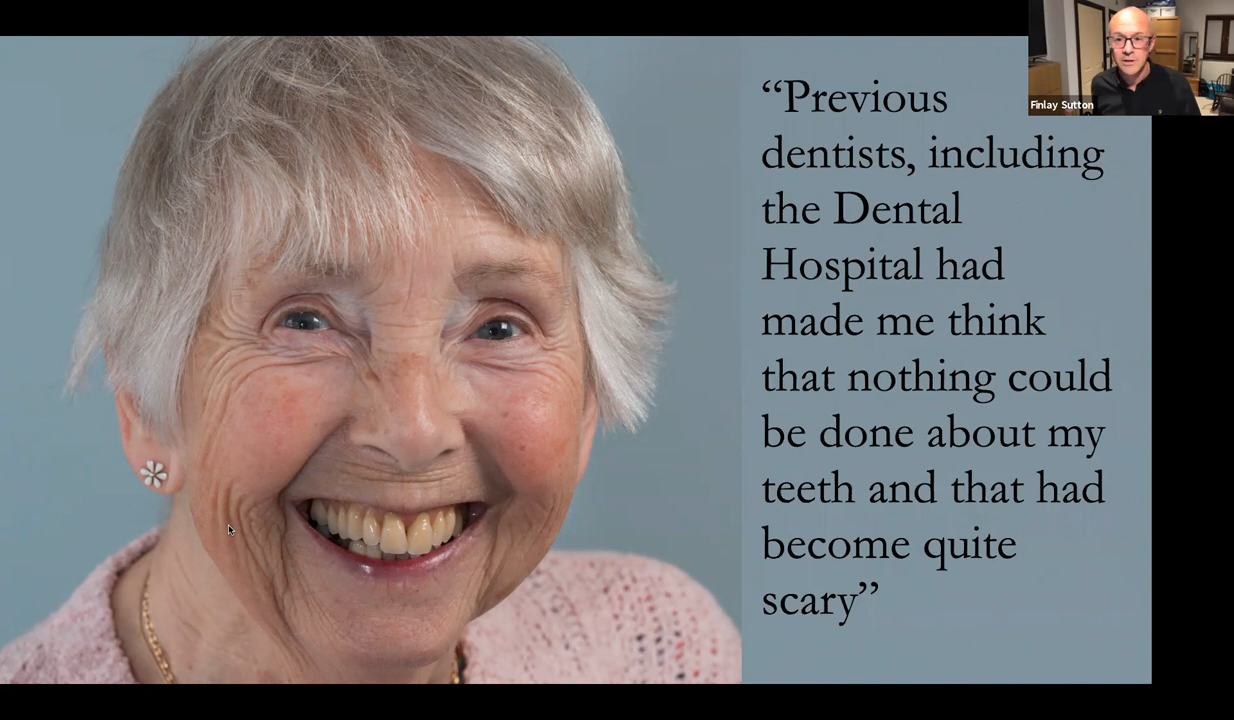 “Previous
dentists, including
the Dental
Hospital had
made me think
that nothing could
be done about my
teeth and that had
become quite
scary”
Finlay Sutton